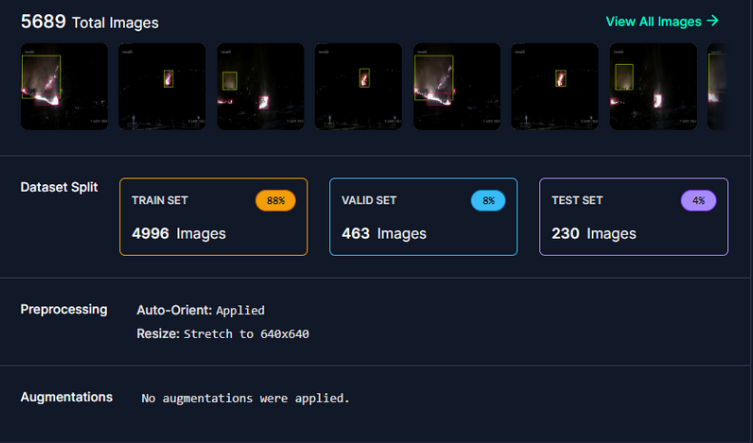 5689 Total Images
View All Images →
Dataset Split
TRAIN SET
88%
4996 Images
VALID SET
8%
463 Images
TEST SET
4%
230 Images
Preprocessing
Auto-Orient: Applied
Resize: Stretch to 640x640
Augmentations
No augmentations were applied.